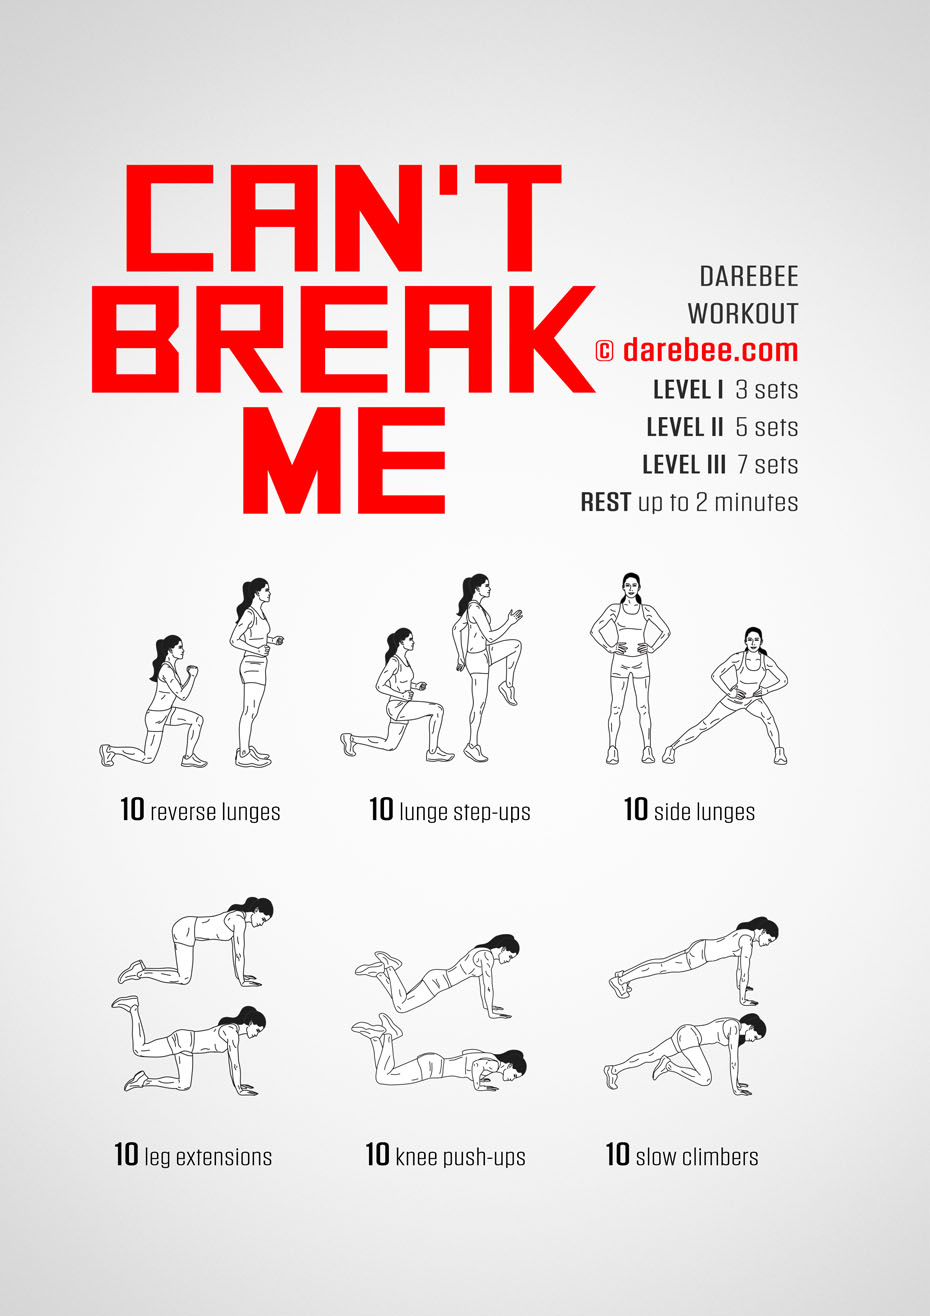 CAN'T
BREAK
ME
DAREBEE
WORKOUT
© darebee.com
LEVEL I 3 sets
LEVEL II 5 sets
LEVEL III 7 sets
REST up to 2 minutes
10 reverse lunges
10 lunge step-ups
10 side lunges
10 leg extensions
10 knee push-ups
10 slow climbers